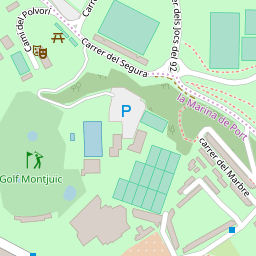 Camí del Polvorí
Carrer del Segura
Carrer dels Jocs del 92
la Marina de Port
P
Carrer del Marbre
Golf Montjuïc